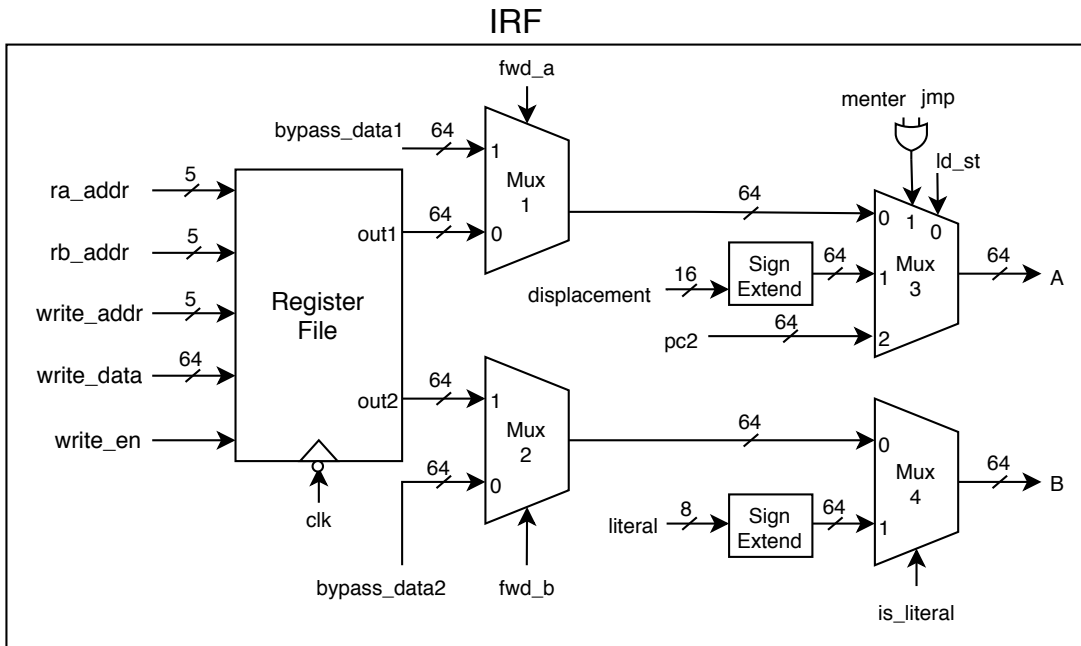 IRF
fwd_a
menter jmp
bypass_data1 64
1
Mux
1
0
ld_st
ra_addr 5
64
64
0
1
0
rb_addr 5
out1
Register
File
16
displacement
Sign
Extend
64
1
Mux
3
64
A
write_addr 5
pc2 64
2
write_data 64
out2
64
1
Mux
2
64
0
write_en
64
0
Mux
4
64
B
clk
literal 8
Sign
Extend
64
1
bypass_data2
fwd_b
is_literal